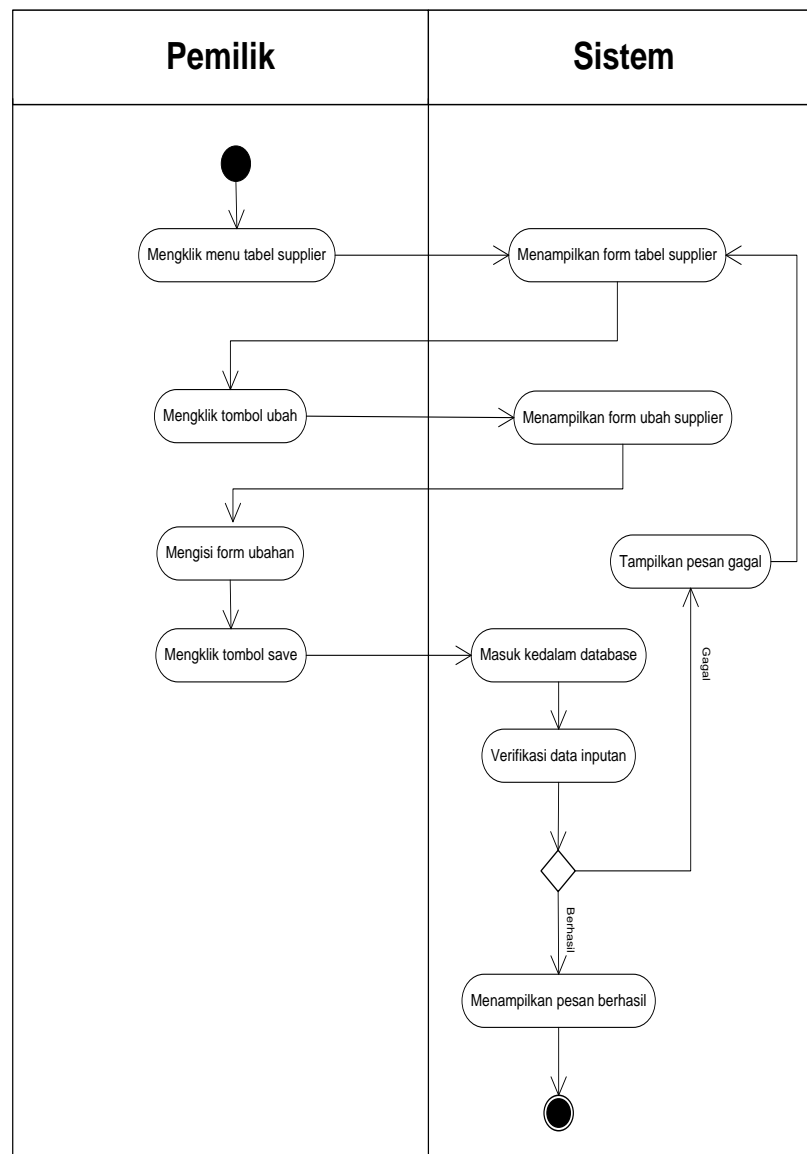 Pemilik
Sistem
Mengklik menu tabel supplier
Menampilkan form tabel supplier
Mengklik tombol ubah
Menampilkan form ubah supplier
Mengisi form ubahan
Tampilkan pesan gagal
Mengklik tombol save
Masuk kedalam database
Gagal
Verifikasi data inputan
Berhasil
Menampilkan pesan berhasil